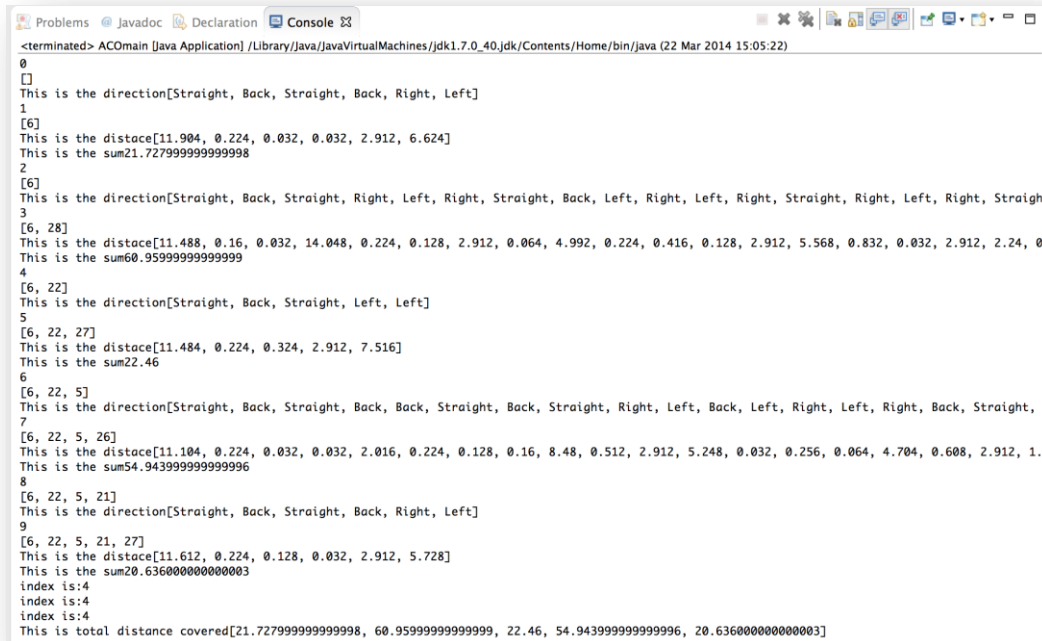 Problems @ Javadoc Declaration Console
<terminated> ACOmain [Java Application] /Library/Java/JavaVirtualMachines/jdk1.7.0_40.jdk/Contents/Home/bin/java (22 Mar 2014 15:05:22)
0
[]
This is the direction[Straight, Back, Straight, Back, Right, Left]
1
[6]
This is the distace[11.904, 0.224, 0.032, 0.032, 2.912, 6.624]
This is the sum21.727999999999998
2
[6]
This is the direction[Straight, Back, Straight, Right, Left, Right, Straight, Back, Left, Right, Left, Right, Straight, Right, Left, Right, Straigh
3
[6, 28]
This is the distace[11.488, 0.16, 0.032, 14.048, 0.224, 0.128, 2.912, 0.064, 4.992, 0.224, 0.416, 0.128, 2.912, 5.568, 0.832, 0.032, 2.912, 2.24, 0
This is the sum60.95999999999999
4
[6, 22]
This is the direction[Straight, Back, Straight, Left, Left]
5
[6, 22, 27]
This is the distace[11.484, 0.224, 0.324, 2.912, 7.516]
This is the sum22.46
6
[6, 22, 5]
This is the direction[Straight, Back, Straight, Back, Back, Straight, Back, Straight, Right, Left, Back, Left, Right, Left, Right, Back, Straight,
7
[6, 22, 5, 26]
This is the distace[11.104, 0.224, 0.032, 0.032, 2.016, 0.224, 0.128, 0.16, 8.48, 0.512, 2.912, 5.248, 0.032, 0.256, 0.064, 4.704, 0.608, 2.912, 1.
This is the sum54.943999999999996
8
[6, 22, 5, 21]
This is the direction[Straight, Back, Straight, Back, Right, Left]
9
[6, 22, 5, 21, 27]
This is the distace[11.612, 0.224, 0.128, 0.032, 2.912, 5.728]
This is the sum20.636000000000003
index is:4
index is:4
index is:4
This is total distance covered[21.727999999999998, 60.95999999999999, 22.46, 54.943999999999996, 20.636000000000003]